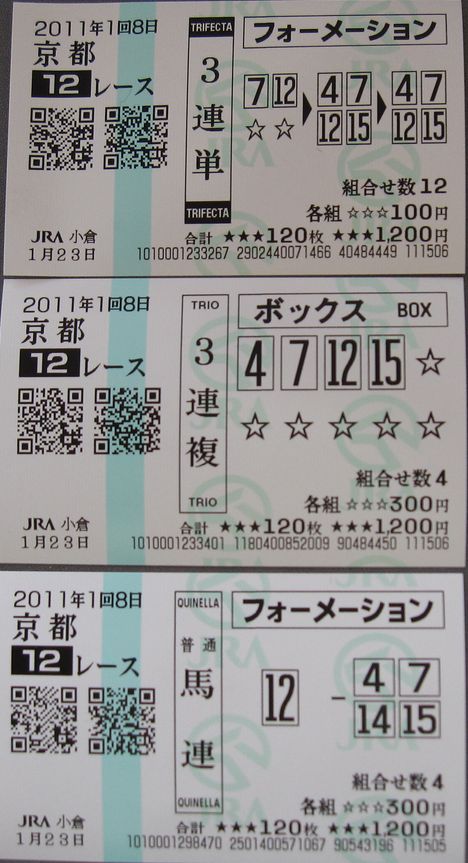 2011年1回8日
京都
12レース
TRIFECTA
3連単
TRIFECTA
フォーメーション
7 12 ▶ 4 7 ▶ 4 7
☆☆ 12 15 12 15
組合せ数12
各組 ☆☆☆100円
JRA 小倉
1月23日
合計 ★★★120枚 ★★★1,200円
1010001233267 2902440071466 40484449 111506
JRA
2011年1回8日
京都
12レース
TRIO
3連複
TRIO
ボックス BOX
4 7 12 15 ☆
☆☆☆☆☆
組合せ数4
各組 ☆☆☆300円
JRA 小倉
1月23日
合計 ★★★120枚 ★★★1,200円
1010001233401 1180400852009 90484450 111506
JRA
2011年1回8日
京都
12レース
QUINELLA
普通
馬連
QUINELLA
フォーメーション
12 - 4 7
14 15
組合せ数4
各組 ☆☆☆300円
JRA 小倉
1月23日
合計 ★★★120枚 ★★★1,200円
1010001298470 2501400571067 90543196 111505
JRA